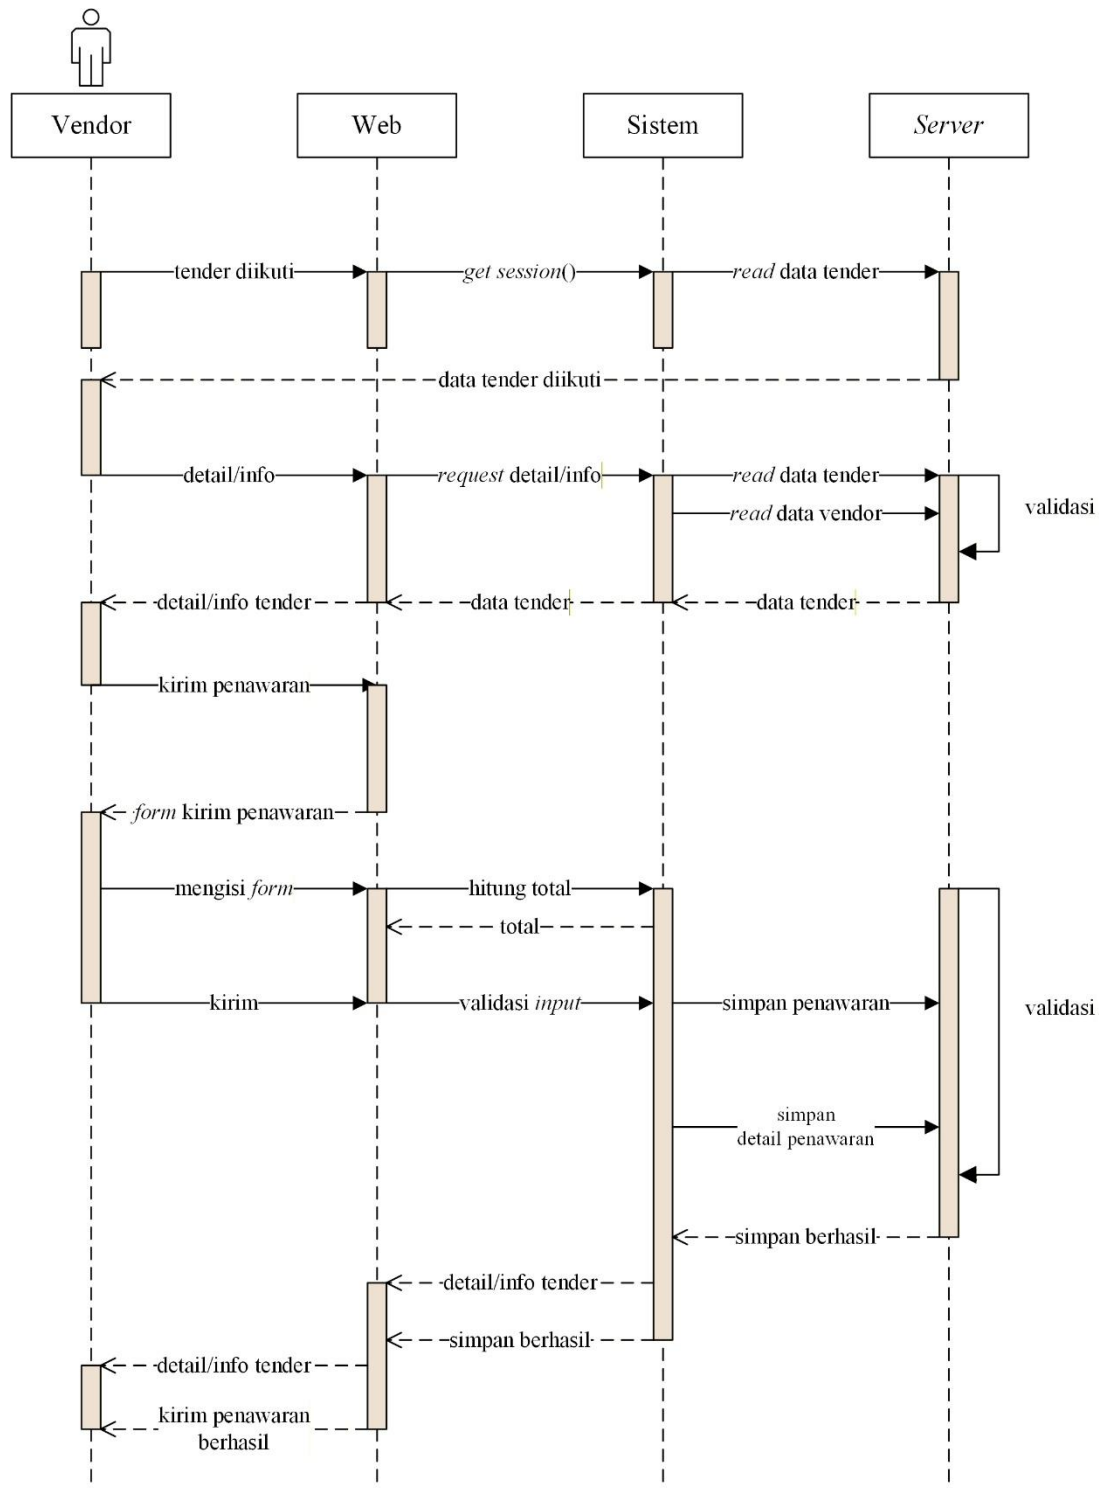 Vendor
Web
Sistem
Server
tender diikuti
get session()
read data tender
data tender diikuti
detail/info
request detail/info
read data tender
validasi
read data vendor
detail/info tender
data tender
data tender
kirim penawaran
form kirim penawaran
mengisi form
hitung total
total
kirim
validasi input
simpan penawaran
validasi
simpan
detail penawaran
simpan berhasil
detail/info tender
simpan berhasil
detail/info tender
kirim penawaran
berhasil